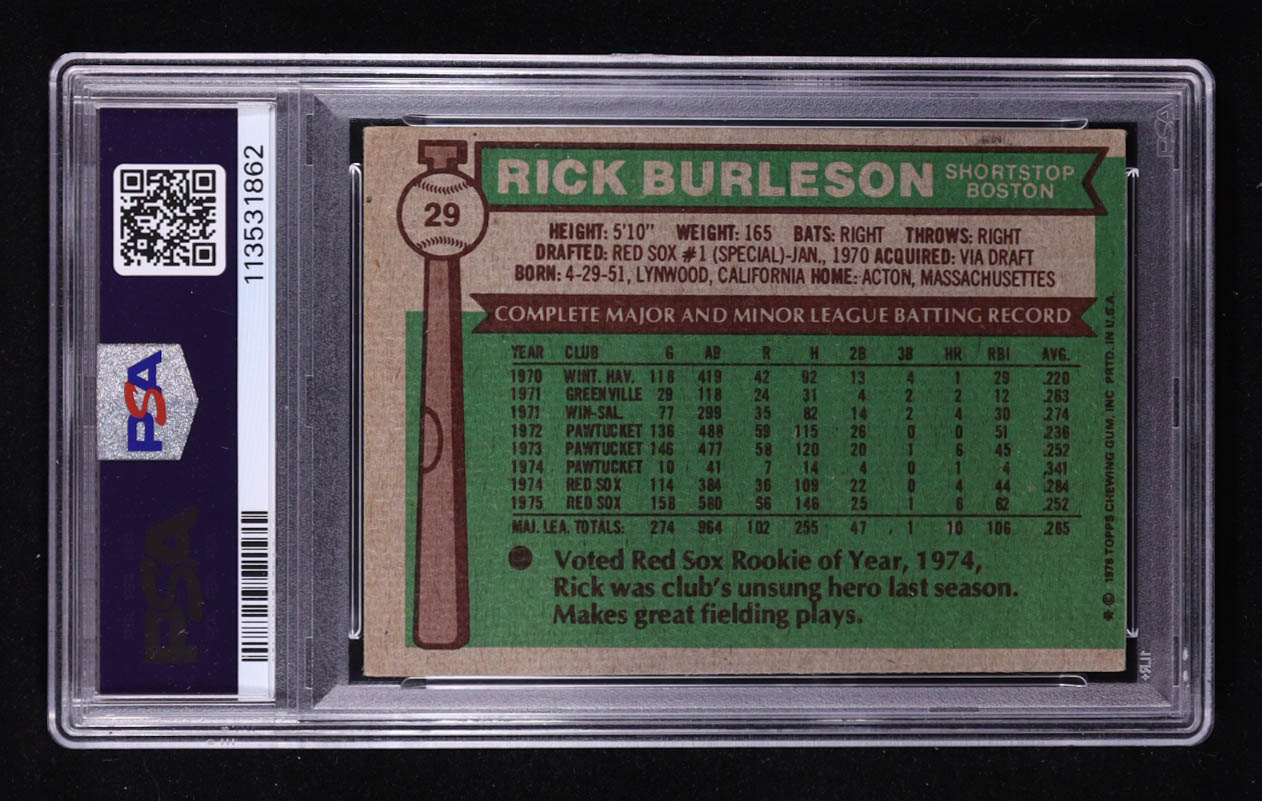 PSA
113531862
PSA
29
RICK BURLESON
SHORTSTOP
BOSTON
HEIGHT: 5'10" WEIGHT: 165 BATS: RIGHT THROWS: RIGHT
DRAFTED: RED SOX #1 (SPECIAL)-JAN., 1970 ACQUIRED: VIA DRAFT
BORN: 4-29-51, LYNWOOD, CALIFORNIA HOME: ACTON, MASSACHUSETTES
COMPLETE MAJOR AND MINOR LEAGUE BATTING RECORD
YEAR CLUB G AB R H 2B 3B HR RBI AVG.
1970 WINT. HAV. 118 419 42 92 13 4 1 29 .220
1971 GREENVILLE 29 118 24 31 4 2 2 12 .263
1971 WIN-SAL. 77 299 35 82 14 2 4 30 .274
1972 PAWTUCKET 136 488 59 115 26 0 0 51 .236
1973 PAWTUCKET 146 477 58 120 20 1 6 45 .252
1974 PAWTUCKET 10 41 7 14 4 0 1 4 .341
1974 RED SOX 114 384 36 109 22 0 4 44 .284
1975 RED SOX 158 580 56 146 25 1 6 62 .252
MAJ. LEA. TOTALS: 274 964 102 255 47 1 10 106 .265
Voted Red Sox Rookie of Year, 1974,
Rick was club's unsung hero last season.
Makes great fielding plays.
* © 1976 TOPPS CHEWING GUM, INC PRTD. IN U.S.A.
PSA